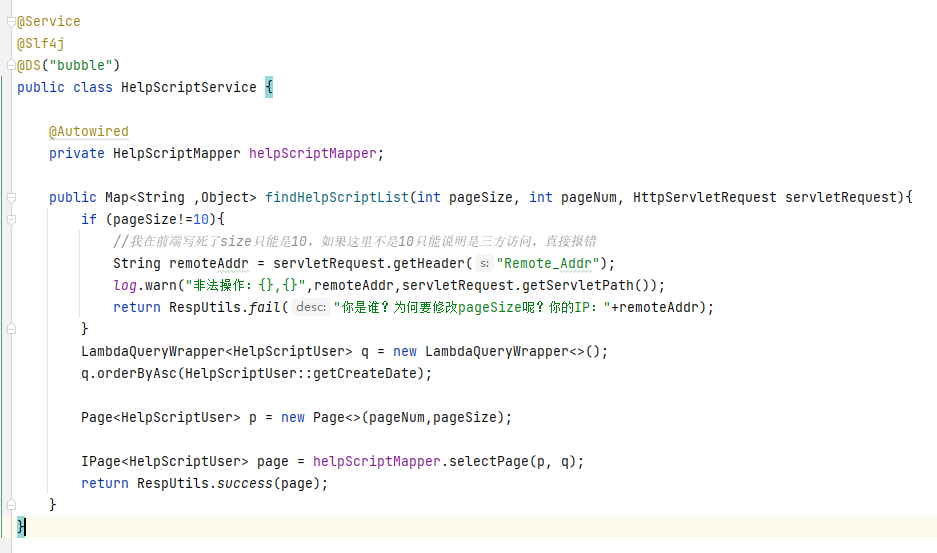 @Service
@Slf4j
@DS("bubble")
public class HelpScriptService {
@Autowired
private HelpScriptMapper helpScriptMapper;
public Map<String ,Object> findHelpScriptList(int pageSize, int pageNum, HttpServletRequest servletRequest){
if (pageSize!=10){
//我在前端写死了size只能是10，如果这里不是10只能说明是三方访问，直接报错
String remoteAddr = servletRequest.getHeader( s: "Remote_Addr");
log.warn("非法操作：{},{}",remoteAddr,servletRequest.getServletPath());
return RespUtils.fail( desc: "你是谁？为何要修改pageSize呢？你的IP："+remoteAddr);
}
LambdaQueryWrapper<HelpScriptUser> q = new LambdaQueryWrapper<>();
q.orderByAsc(HelpScriptUser::getCreateDate);
Page<HelpScriptUser> p = new Page<>(pageNum,pageSize);
IPage<HelpScriptUser> page = helpScriptMapper.selectPage(p, q);
return RespUtils.success(page);
}
}